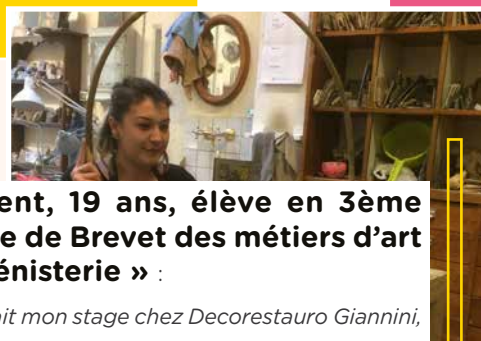 ent, 19 ans, élève en 3ème
e de Brevet des métiers d'art
énisterie » :
it mon stage chez Decorestauro Giannini,